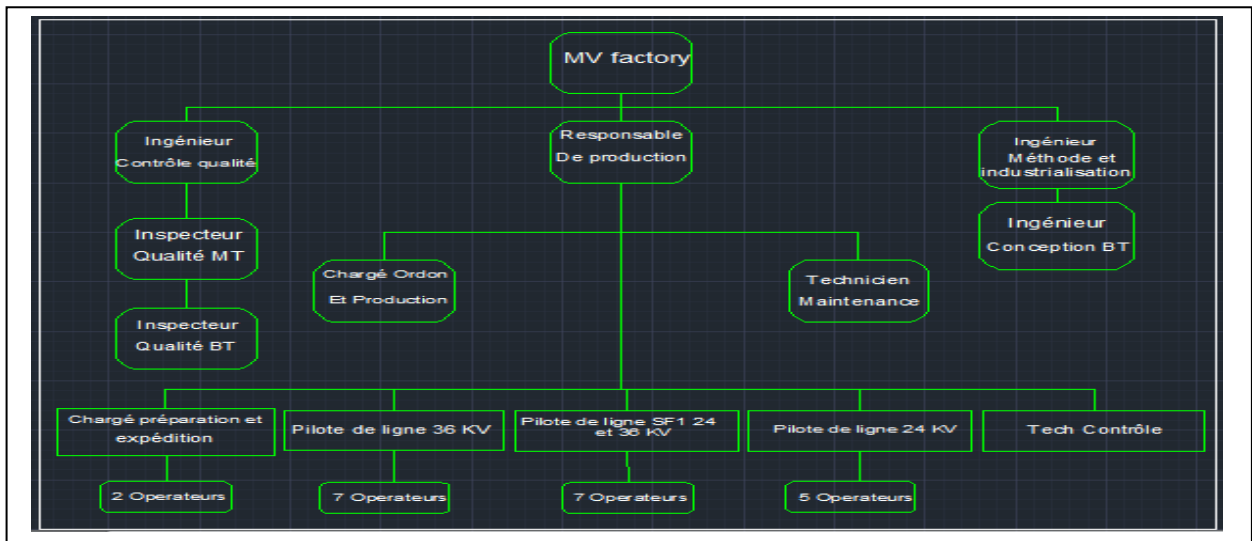 MV factory
Ingénieur
Contrôle qualité
Responsable
De production
Ingénieur
Méthode et
industrialisation
Inspecteur
Qualité MT
Ingénieur
Conception BT
Chargé Ordon
Et Production
Technicien
Maintenance
Inspecteur
Qualité BT
Chargé préparation et
expédition
Pilote de ligne 36 KV
Pilote de ligne SF1 24
et 36 KV
Pilote de ligne 24 KV
Tech Contrôle
2 Operateurs
7 Operateurs
7 Operateurs
5 Operateurs